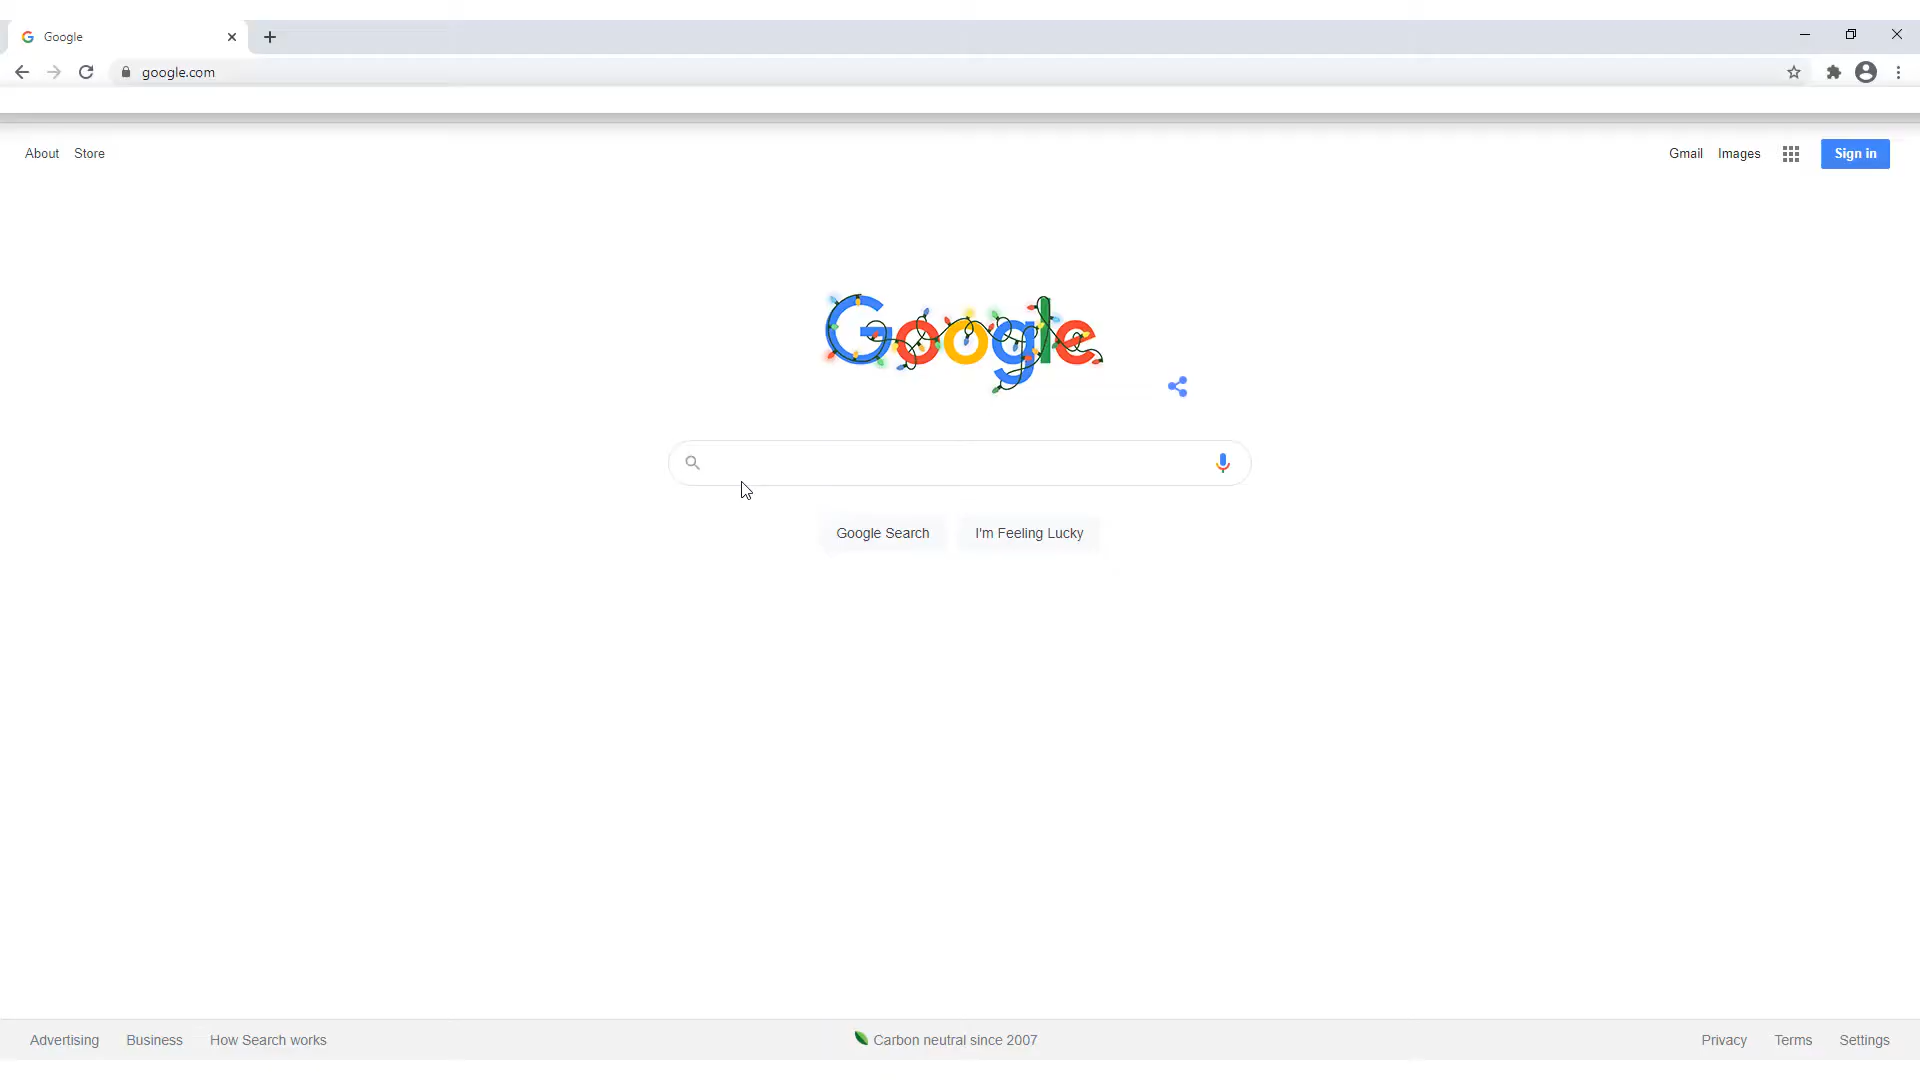 Google
google.com
About Store
Gmail Images Sign in
Google
Google Search I'm Feeling Lucky
Advertising Business How Search works
Carbon neutral since 2007
Privacy Terms Settings